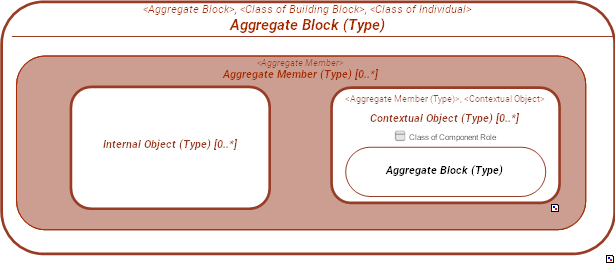 <Aggregate Block>, <Class of Building Block>, <Class of Individual>
Aggregate Block (Type)
<Aggregate Member>
Aggregate Member (Type) [0..*]
Internal Object (Type) [0..*]
<Aggregate Member (Type)>, <Contextual Object>
Contextual Object (Type) [0..*]
Class of Component Role
Aggregate Block (Type)